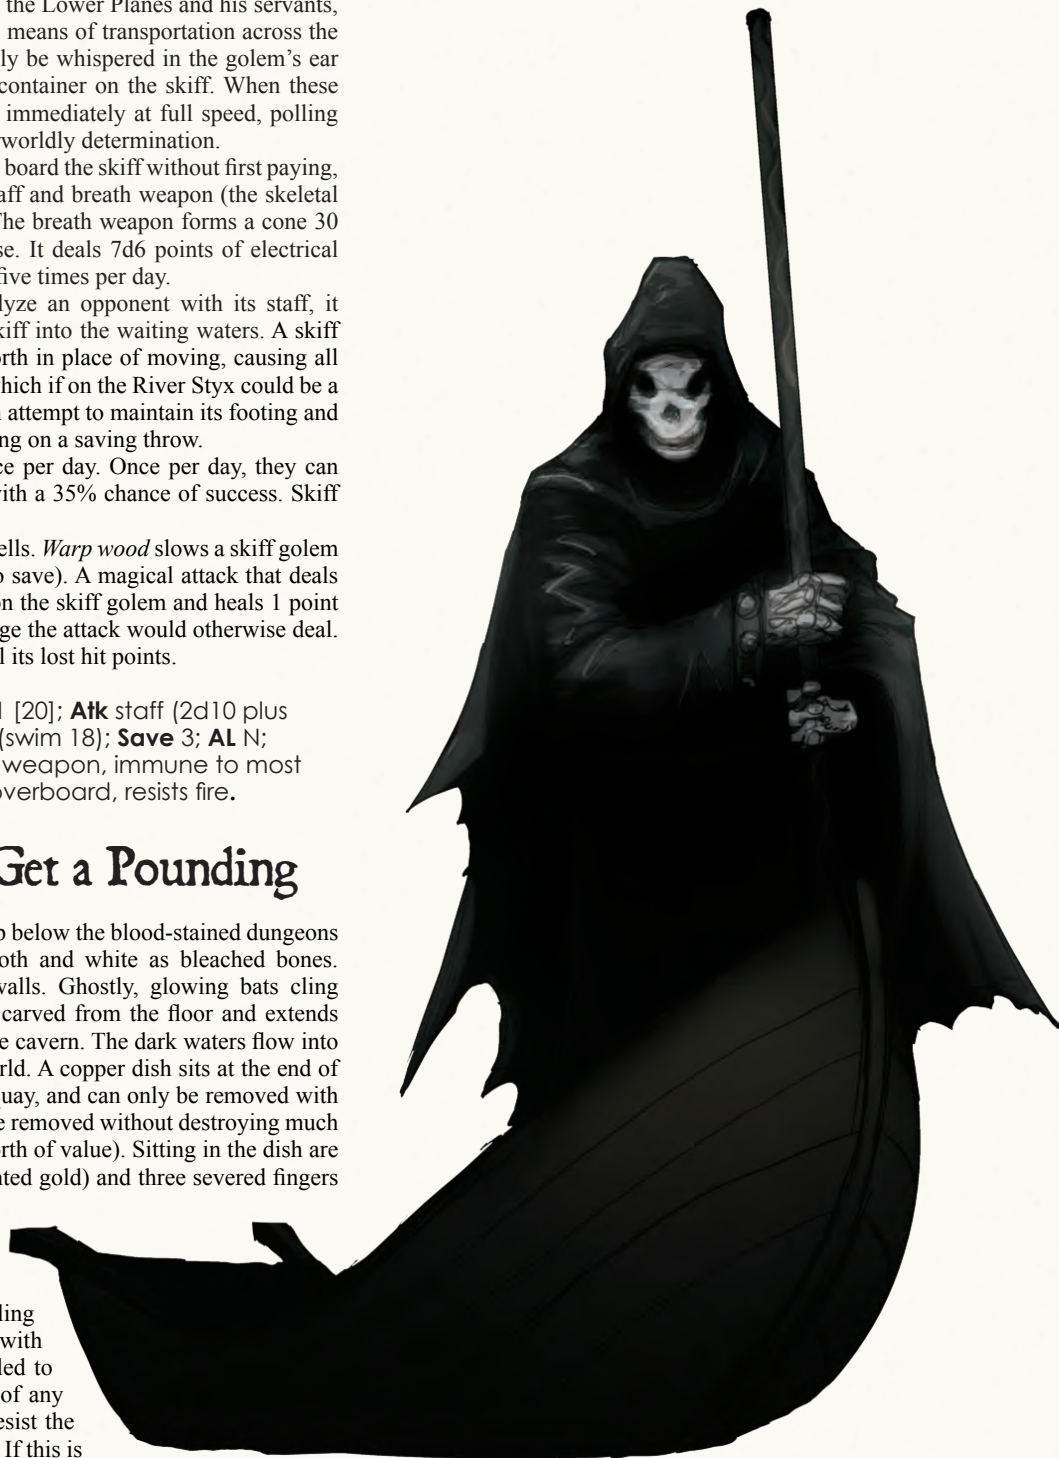 the Lower Planes and his servants,
means of transportation across the
ly be whispered in the golem’s ear
container on the skiff. When these
immediately at full speed, polling
worldly determination.
board the skiff without first paying,
aff and breath weapon (the skeletal
he breath weapon forms a cone 30
se. It deals 7d6 points of electrical
five times per day.
lyze an opponent with its staff, it
kiff into the waiting waters. A skiff
orth in place of moving, causing all
hich if on the River Styx could be a
attempt to maintain its footing and
ng on a saving throw.
ce per day. Once per day, they can
with a 35% chance of success. Skiff
ells. Warp wood slows a skiff golem
o save). A magical attack that deals
on the skiff golem and heals 1 point
ge the attack would otherwise deal.
l its lost hit points.
[20]; Atk staff (2d10 plus
(swim 18); Save 3; AL N;
weapon, immune to most
overboard, resists fire.
Get a Pounding
p below the blood-stained dungeons
oth and white as bleached bones.
walls. Ghostly, glowing bats cling
carved from the floor and extends
e cavern. The dark waters flow into
rld. A copper dish sits at the end of
quay, and can only be removed with
e removed without destroying much
orth of value). Sitting in the dish are
nted gold) and three severed fingers
ling
with
led to
of any
esist the
If this is